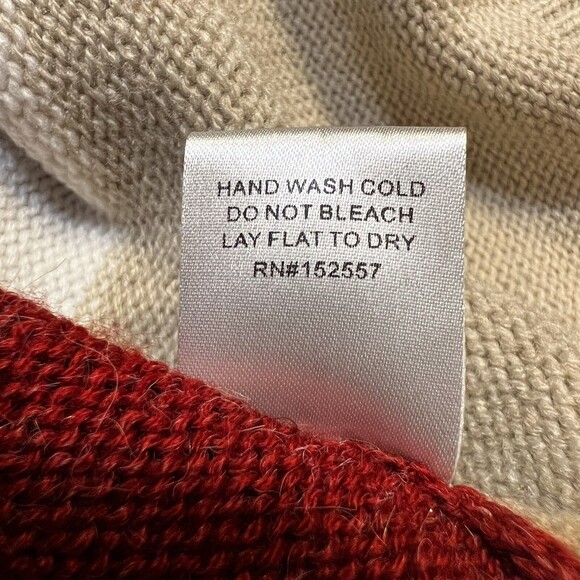 HAND WASH COLD
DO NOT BLEACH
LAY FLAT TO DRY
RN#152557